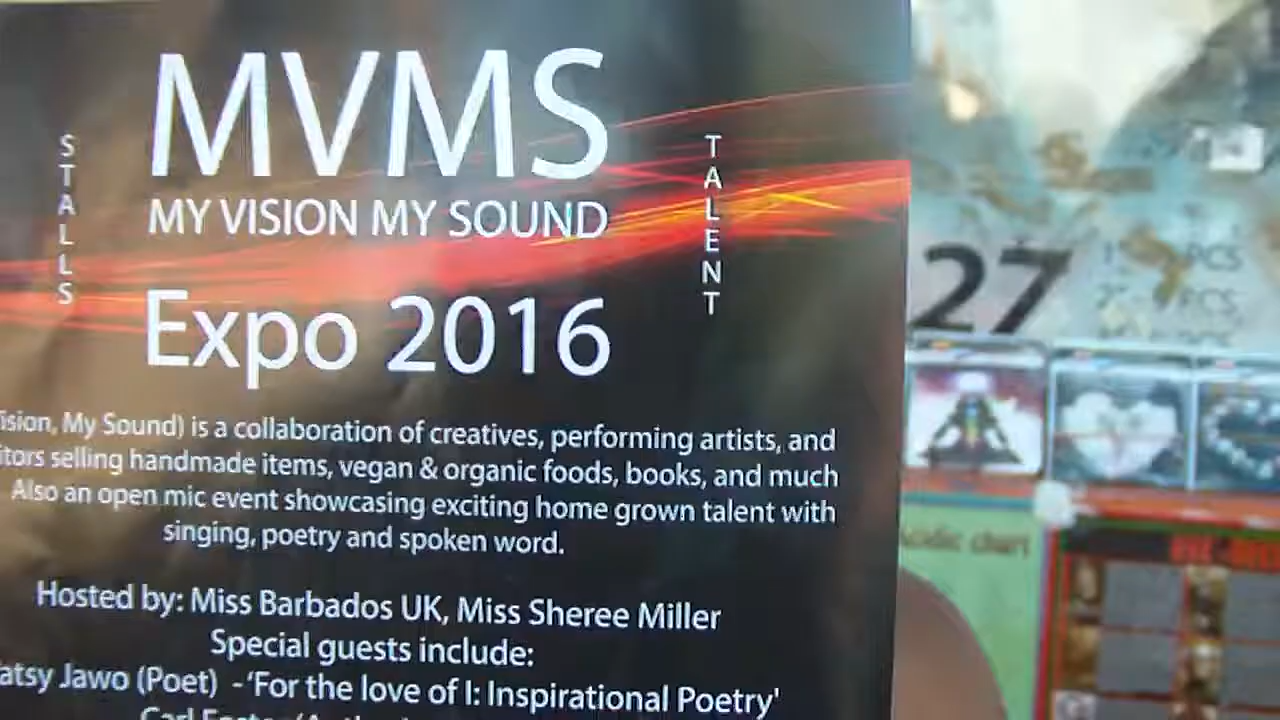 MVMS
MY VISION MY SOUND
STALLS
TALENT
Expo 2016
ision, My Sound) is a collaboration of creatives, performing artists, and
itors selling handmade items, vegan & organic foods, books, and much
Also an open mic event showcasing exciting home grown talent with
singing, poetry and spoken word.
Hosted by: Miss Barbados UK, Miss Sheree Miller
Special guests include:
atsy Jawo (Poet) - 'For the love of I: Inspirational Poetry'
27
chart